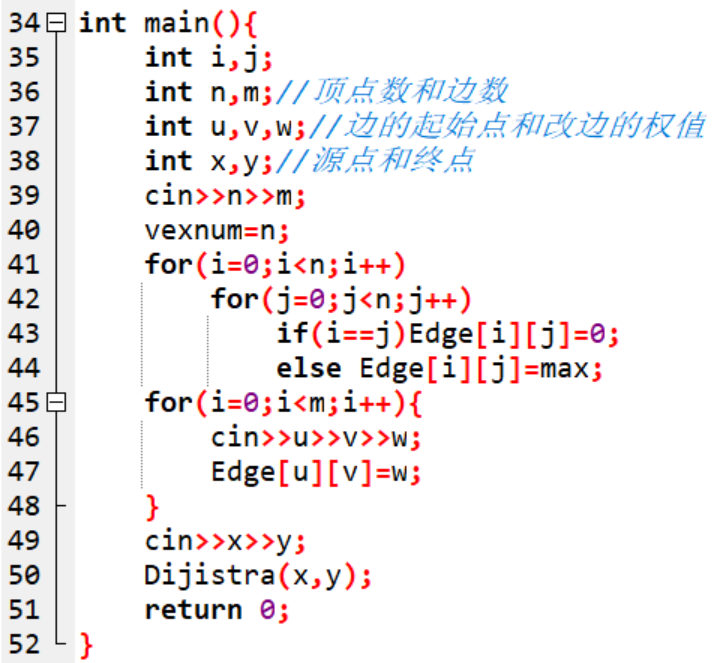 34 int main(){
35 int i,j;
36 int n,m;//顶点数和边数
37 int u,v,w;//边的起始点和改边的权值
38 int x,y;//源点和终点
39 cin>>n>>m;
40 vexnum=n;
41 for(i=0;i<n;i++)
42 for(j=0;j<n;j++)
43 if(i==j)Edge[i][j]=0;
44 else Edge[i][j]=max;
45 for(i=0;i<m;i++){
46 cin>>u>>v>>w;
47 Edge[u][v]=w;
48 }
49 cin>>x>>y;
50 Dijistra(x,y);
51 return 0;
52 }